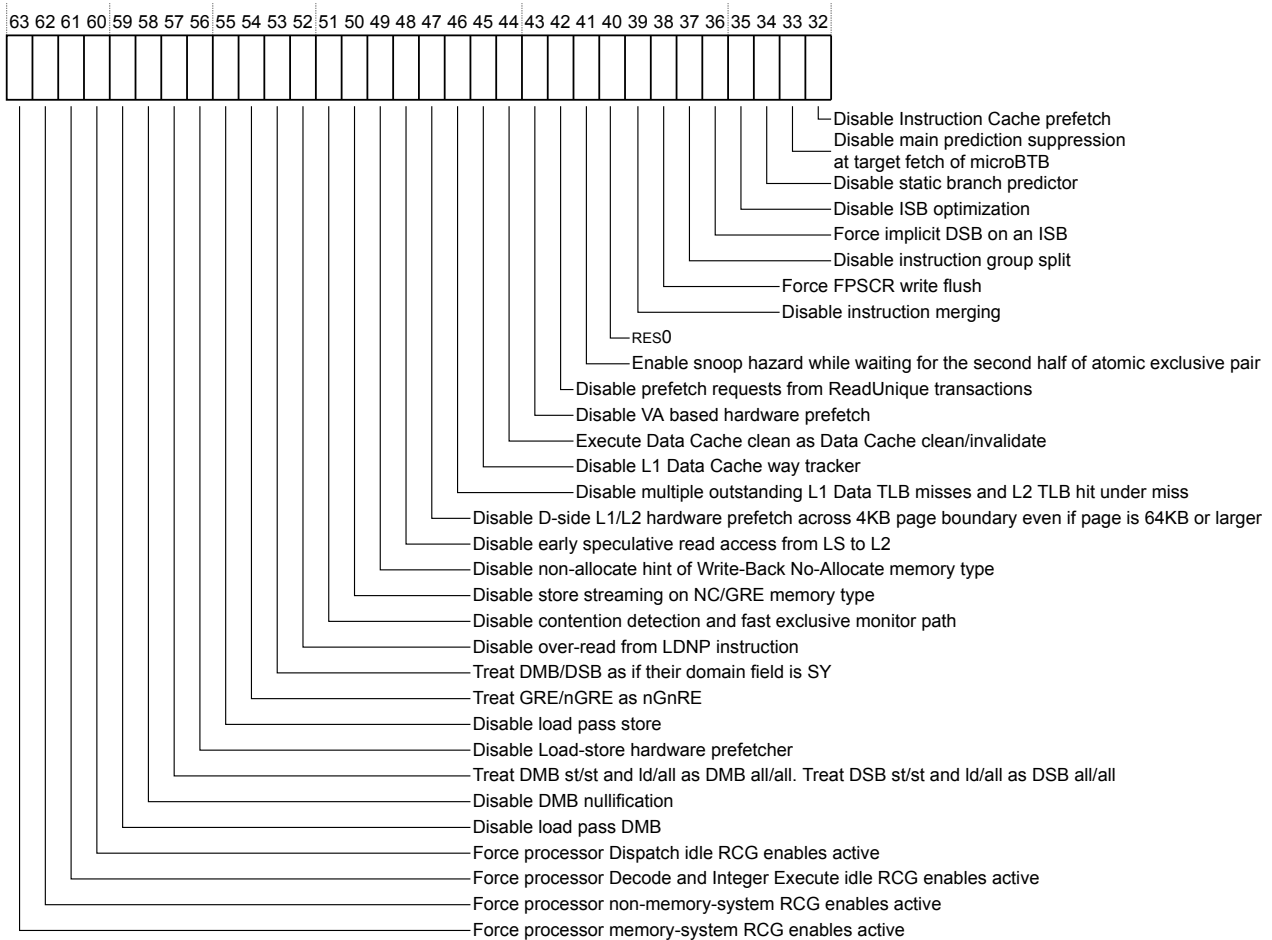 63 62 61 60 59 58 57 56 55 54 53 52 51 50 49 48 47 46 45 44 43 42 41 40 39 38 37 36 35 34 33 32
Disable Instruction Cache prefetch
Disable main prediction suppression
at target fetch of microBTB
Disable static branch predictor
Disable ISB optimization
Force implicit DSB on an ISB
Disable instruction group split
Force FPSCR write flush
Disable instruction merging
RES0
Enable snoop hazard while waiting for the second half of atomic exclusive pair
Disable prefetch requests from ReadUnique transactions
Disable VA based hardware prefetch
Execute Data Cache clean as Data Cache clean/invalidate
Disable L1 Data Cache way tracker
Disable multiple outstanding L1 Data TLB misses and L2 TLB hit under miss
Disable D-side L1/L2 hardware prefetch across 4KB page boundary even if page is 64KB or larger
Disable early speculative read access from LS to L2
Disable non-allocate hint of Write-Back No-Allocate memory type
Disable store streaming on NC/GRE memory type
Disable contention detection and fast exclusive monitor path
Disable over-read from LDNP instruction
Treat DMB/DSB as if their domain field is SY
Treat GRE/nGRE as nGnRE
Disable load pass store
Disable Load-store hardware prefetcher
Treat DMB st/st and ld/all as DMB all/all. Treat DSB st/st and ld/all as DSB all/all
Disable DMB nullification
Disable load pass DMB
Force processor Dispatch idle RCG enables active
Force processor Decode and Integer Execute idle RCG enables active
Force processor non-memory-system RCG enables active
Force processor memory-system RCG enables active